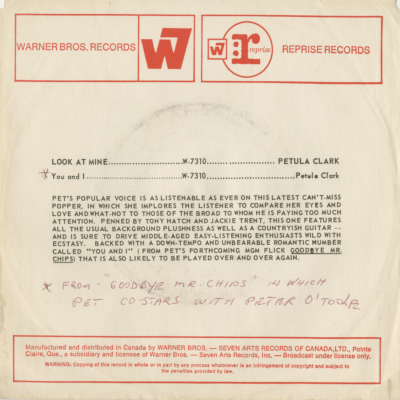 WARNER BROS. RECORDS
W7
W7
r
reprise
REPRISE RECORDS
LOOK AT MINE......................W-7310......................PETULA CLARK
*You and I............................W-7310............................Petula Clark
PET'S POPULAR VOICE IS AS LISTENABLE AS EVER ON THIS LATEST CAN'T-MISS
POPPER, IN WHICH SHE IMPLORES THE LISTENER TO COMPARE HER EYES AND
LOVE AND WHAT-NOT TO THOSE OF THE BROAD TO WHOM HE IS PAYING TOO MUCH
ATTENTION. PENNED BY TONY HATCH AND JACKIE TRENT, THIS ONE FEATURES
ALL THE USUAL BACKGROUND PLUSHNESS AS WELL AS A COUNTRYISH GUITAR --
AND IS SURE TO DRIVE MIDDLE-AGED EASY-LISTENING ENTHUSIASTS WILD WITH
ECSTASY. BACKED WITH A DOWN-TEMPO AND UNBEARABLE ROMANTIC NUMBER
CALLED "YOU AND I" ( FROM PET'S FORTHCOMING MGM FLICK GOODBYE MR.
CHIPS) THAT IS ALSO LIKELY TO BE PLAYED OVER AND OVER AGAIN.
* FROM - "GOODBYE MR. CHIPS" IN WHICH
PET CO STARS WITH PETER O'TOOLE
Manufactured and distributed in Canada by WARNER BROS. — SEVEN ARTS RECORDS OF CANADA, LTD., Pointe
Claire, Que., a subsidiary and licensee of Warner Bros. — Seven Arts Records, Inc. — Broadcast under license only.
WARNING: Copying of this record in whole or in part by any process whatsoever is an infringement of copyright and subject to
the penalties provided by law.